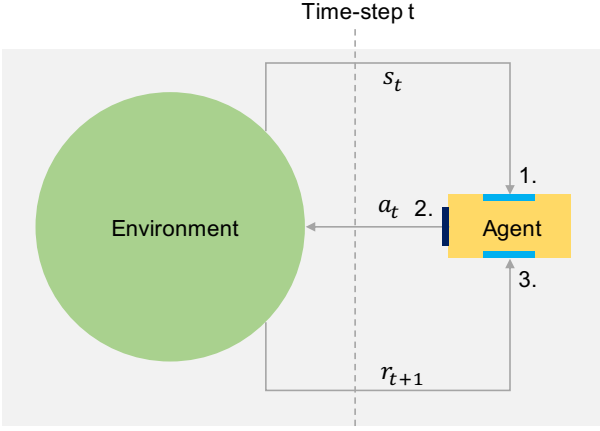 Time-step t
s_t
1.
a_t 2.
Environment
Agent
3.
r_{t+1}